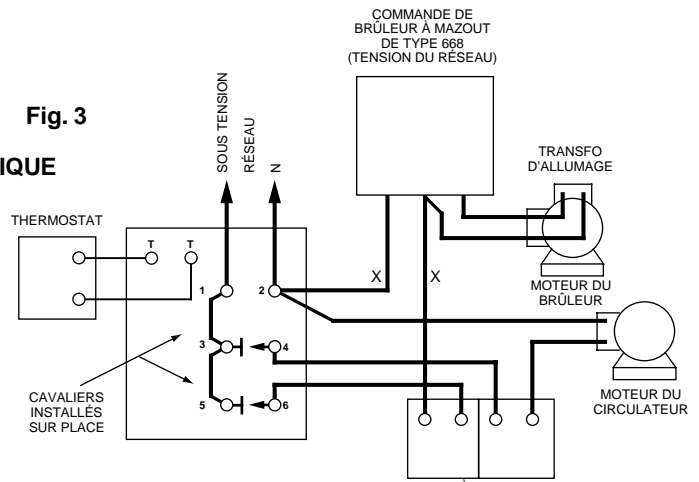 COMMANDE DE
BRÛLEUR À MAZOUT
DE TYPE 668
(TENSION DU RÉSEAU)
Fig. 3
IQUE
SOUS TENSION
RÉSEAU
N
TRANSFO
D'ALLUMAGE
THERMOSTAT
T T
X X
MOTEUR DU
BRÛLEUR
1 2
3 4
5 6
CAVALIERS
INSTALLÉS
SUR PLACE
MOTEUR DU
CIRCULATEUR